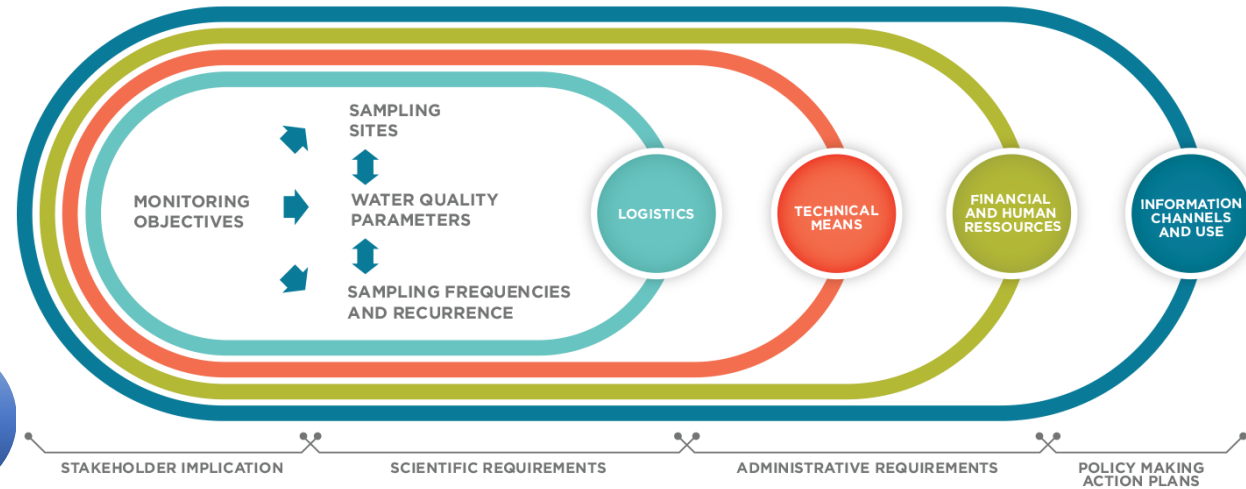 SAMPLING
SITES
MONITORING
OBJECTIVES
WATER QUALITY
PARAMETERS
SAMPLING FREQUENCIES
AND RECURRENCE
LOGISTICS
TECHNICAL
MEANS
FINANCIAL
AND HUMAN
RESSOURCES
INFORMATION
CHANNELS
AND USE
STAKEHOLDER IMPLICATION
SCIENTIFIC REQUIREMENTS
ADMINISTRATIVE REQUIREMENTS
POLICY MAKING
ACTION PLANS